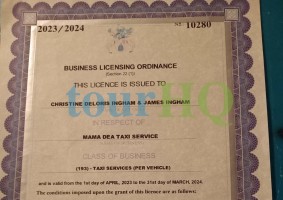 2023/2024
Nº 10280
BUSINESS LICENSING ORDINANCE
THIS LICENCE IS ISSUED TO
tourHQ
CHRISTINE DELORIS INGHAM & JAMES INGHAM
IN RESPECT OF
MAMA DEA TAXI SERVICE
CLASS OF BUSINESS
(193) - TAXI SERVICES (PER VEHICLE)
and is valid from the 1st day of APRIL, 2023 to the 31st day of MARCH, 2024.
The conditions imposed upon the grant of this licence are as follows: